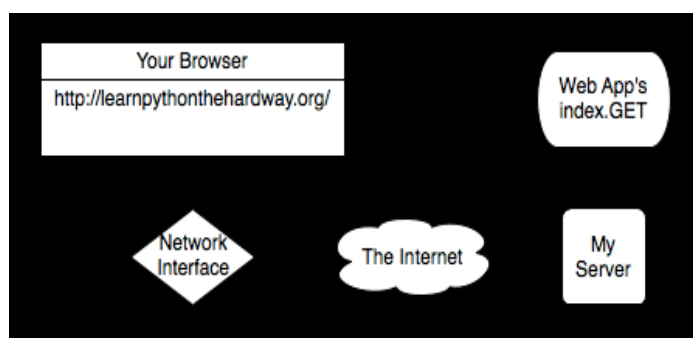 Your Browser
http://learnpythonthehardway.org/
Web App's
index.GET
Network
Interface
The Internet
My
Server